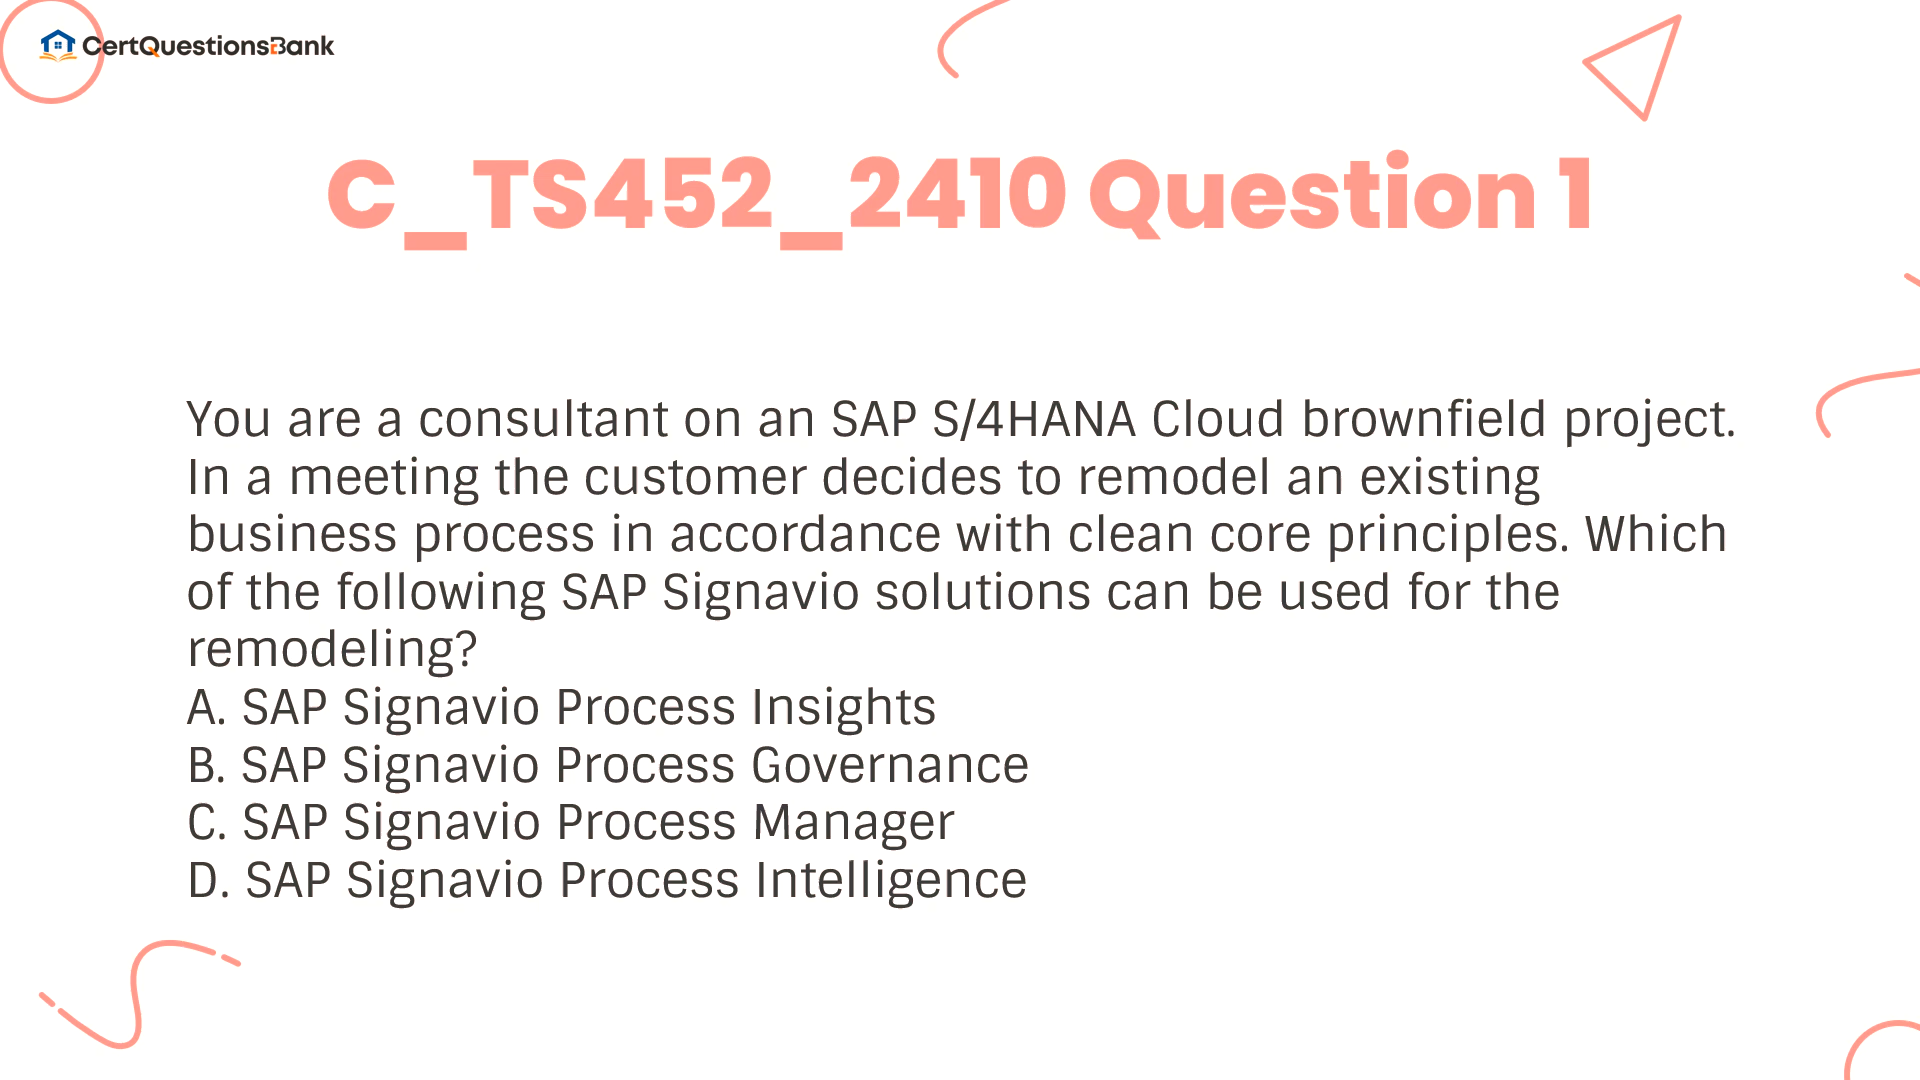 CertQuestionsBank
C_TS452_2410 Question 1
You are a consultant on an SAP S/4HANA Cloud brownfield project.
In a meeting the customer decides to remodel an existing
business process in accordance with clean core principles. Which
of the following SAP Signavio solutions can be used for the
remodeling?
A. SAP Signavio Process Insights
B. SAP Signavio Process Governance
C. SAP Signavio Process Manager
D. SAP Signavio Process Intelligence